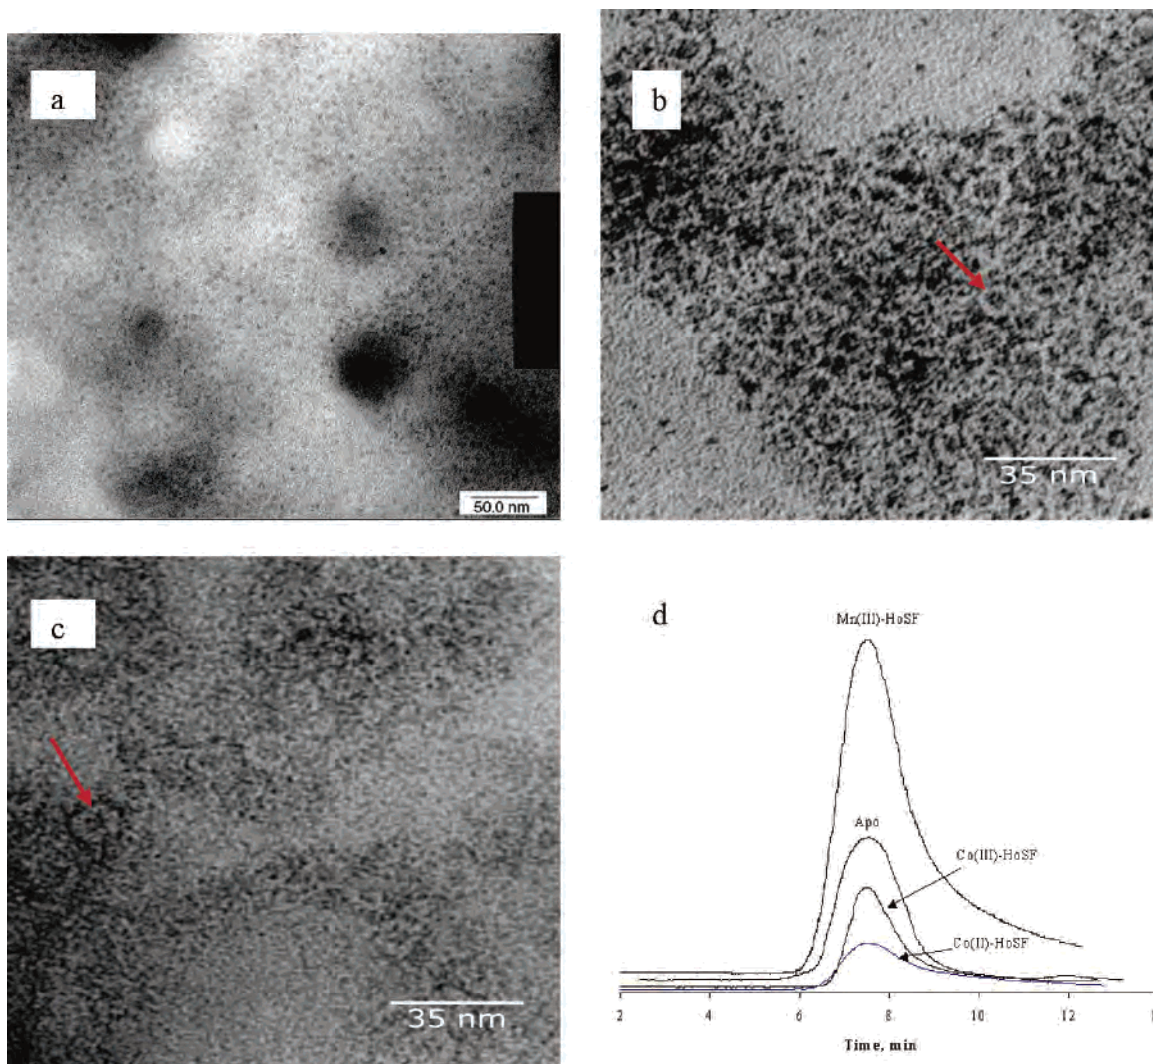 a
50.0 nm
b
35 nm
c
35 nm
d
Mn(III)-HoSF
Apo
Co(III)-HoSF
Co(II)-HoSF
2 4 6 8 10 12
Time, min